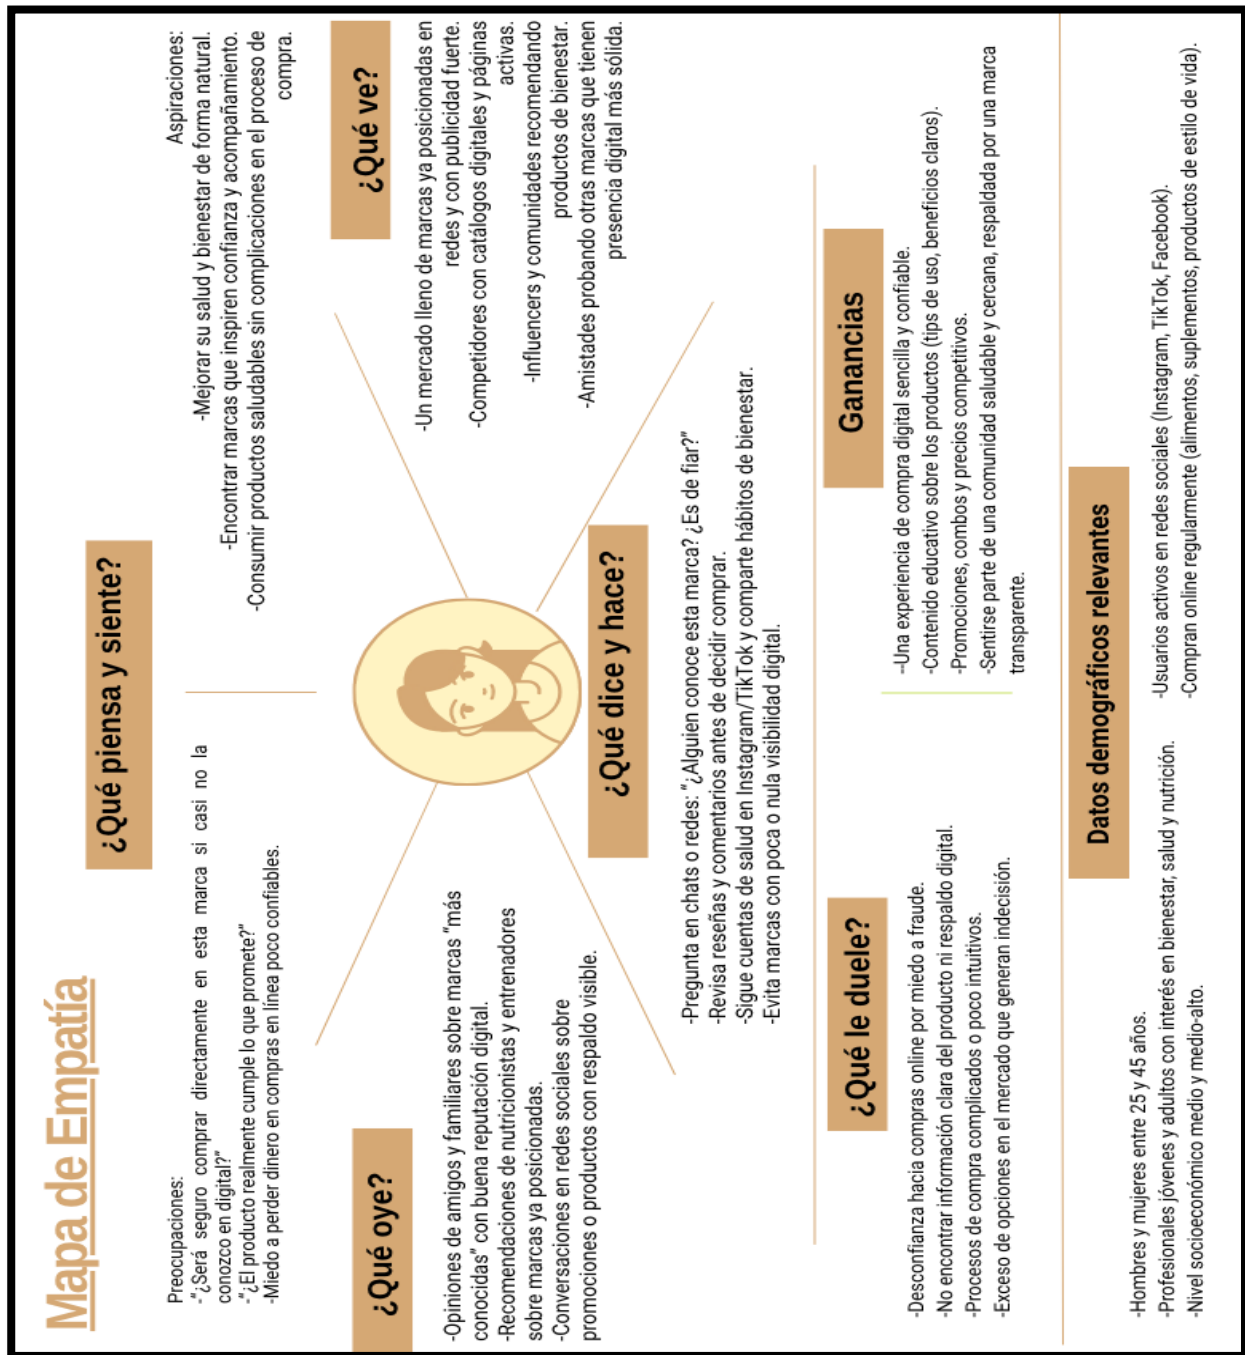 Mapa de Empatía
¿Qué piensa y siente?
Preocupaciones:
-"¿Será seguro comprar directamente en esta marca si casi no la
conozco en digital?"
-"¿El producto realmente cumple lo que promete?"
-Miedo a perder dinero en compras en línea poco confiables.
Aspiraciones:
-Mejorar su salud y bienestar de forma natural.
-Encontrar marcas que inspiren confianza y acompañamiento.
-Consumir productos saludables sin complicaciones en el proceso de
compra.
¿Qué oye?
-Opiniones de amigos y familiares sobre marcas "más
conocidas" con buena reputación digital.
-Recomendaciones de nutricionistas y entrenadores
sobre marcas ya posicionadas.
-Conversaciones en redes sociales sobre
promociones o productos con respaldo visible.
¿Qué ve?
-Un mercado lleno de marcas ya posicionadas en
redes y con publicidad fuerte.
-Competidores con catálogos digitales y páginas
activas.
-Influencers y comunidades recomendando
productos de bienestar.
-Amistades probando otras marcas que tienen
presencia digital más sólida.
¿Qué dice y hace?
-Pregunta en chats o redes: "¿Alguien conoce esta marca? ¿Es de fiar?"
-Revisa reseñas y comentarios antes de decidir comprar.
-Sigue cuentas de salud en Instagram/TikTok y comparte hábitos de bienestar.
-Evita marcas con poca o nula visibilidad digital.
¿Qué le duele?
-Desconfianza hacia compras online por miedo a fraude.
-No encontrar información clara del producto ni respaldo digital.
-Procesos de compra complicados o poco intuitivos.
-Exceso de opciones en el mercado que generan indecisión.
Ganancias
--Una experiencia de compra digital sencilla y confiable.
-Contenido educativo sobre los productos (tips de uso, beneficios claros).
-Promociones, combos y precios competitivos.
-Sentirse parte de una comunidad saludable y cercana, respaldada por una marca
transparente.
Datos demográficos relevantes
-Hombres y mujeres entre 25 y 45 años.
-Profesionales jóvenes y adultos con interés en bienestar, salud y nutrición.
-Nivel socioeconómico medio y medio-alto.
-Usuarios activos en redes sociales (Instagram, TikTok, Facebook).
-Compran online regularmente (alimentos, suplementos, productos de estilo de vida).